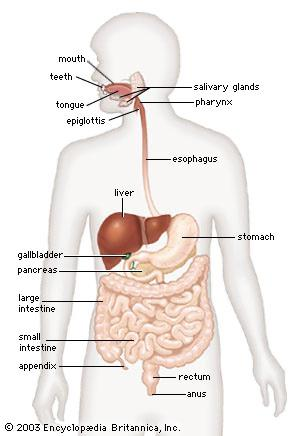 mouth
teeth
tongue
epiglottis
salivary glands
pharynx
esophagus
liver
stomach
gallbladder
pancreas
large
intestine
small
intestine
appendix
rectum
anus
© 2003 Encyclopædia Britannica, Inc.